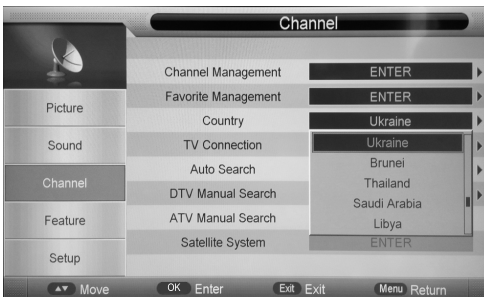 Channel
Channel Management ENTER
Favorite Management ENTER
Country Ukraine
TV Connection Ukraine
Auto Search Brunei
DTV Manual Search Thailand
ATV Manual Search Saudi Arabia
Libya
Satellite System ENTER
Picture
Sound
Channel
Feature
Setup
Move OK Enter Exit Exit Menu Return